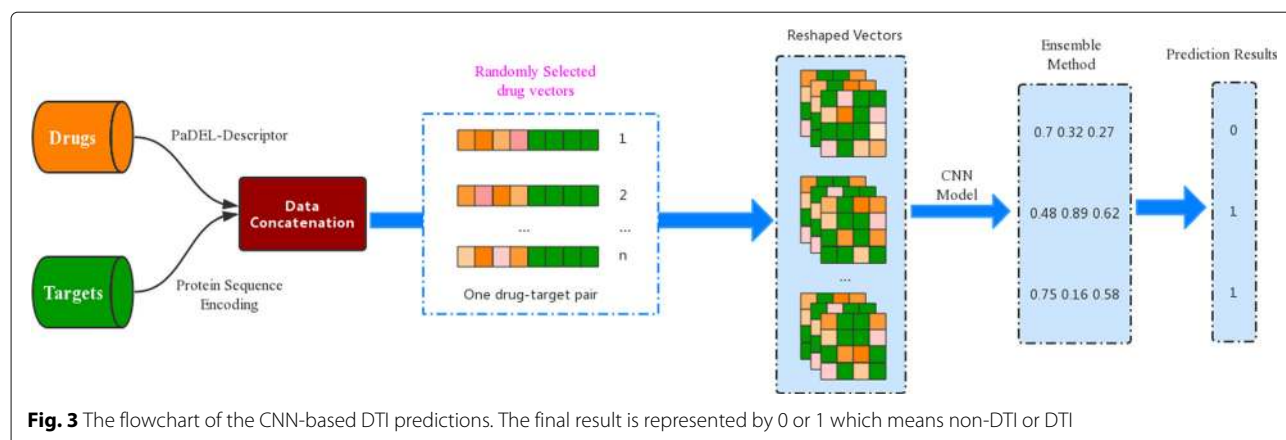 Drugs
PaDEL-Descriptor
Targets
Protein Sequence
Encoding
Data
Concatenation
Randomly Selected
drug vectors
1
2
... ...
n
One drug-target pair
Reshaped Vectors
...
CNN
Model
Ensemble
Method
0.7 0.32 0.27
0.48 0.89 0.62
0.75 0.16 0.58
Prediction Results
0
1
1
Fig. 3 The flowchart of the CNN-based DTI predictions. The final result is represented by 0 or 1 which means non-DTI or DTI